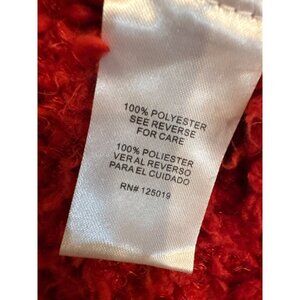 100% POLYESTER
SEE REVERSE
FOR CARE
100% POLIESTER
VER AL REVERSO
PARA EL CUIDADO
RN# 125019